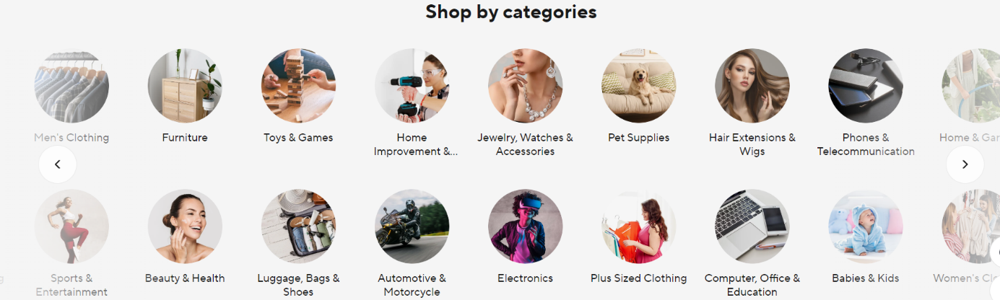 Shop by categories
Men's Clothing
Furniture
Toys & Games
Home
Improvement &...
Jewelry, Watches &
Accessories
Pet Supplies
Hair Extensions &
Wigs
Phones &
Telecommunication
Home & Gar
Sports &
Entertainment
Beauty & Health
Luggage, Bags &
Shoes
Automotive &
Motorcycle
Electronics
Plus Sized Clothing
Computer, Office &
Education
Babies & Kids
Women's Clo